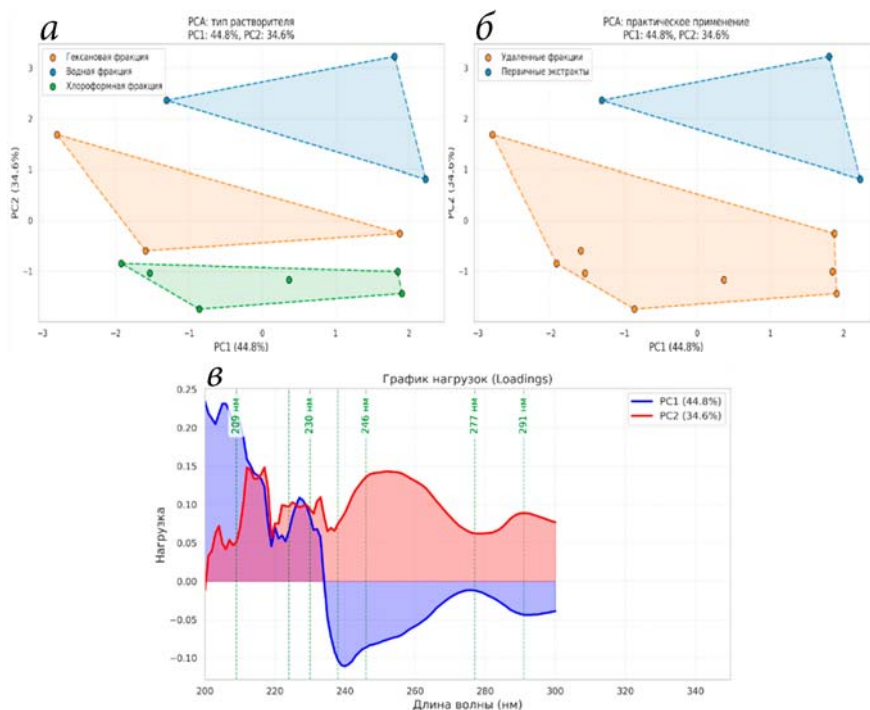 а
PCA: тип растворителя
PC1: 44.8%, PC2: 34.6%
Гексановая фракция
Водная фракция
Хлороформная фракция
3
2
1
0
−1
PC2 (34.6%)
−3 −2 −1 0 1 2
PC1 (44.8%)
б
PCA: практическое применение
PC1: 44.8%, PC2: 34.6%
Удаленные фракции
Первичные экстракты
3
2
1
0
−1
PC2 (34.6%)
−3 −2 −1 0 1 2
PC1 (44.8%)
в
График нагрузок (Loadings)
PC1 (44.8%)
PC2 (34.6%)
209 нм
230 нм
246 нм
277 нм
291 нм
0.25
0.20
0.15
0.10
0.05
0.00
−0.05
−0.10
Нагрузка
200 220 240 260 280 300 320 340
Длина волны (нм)